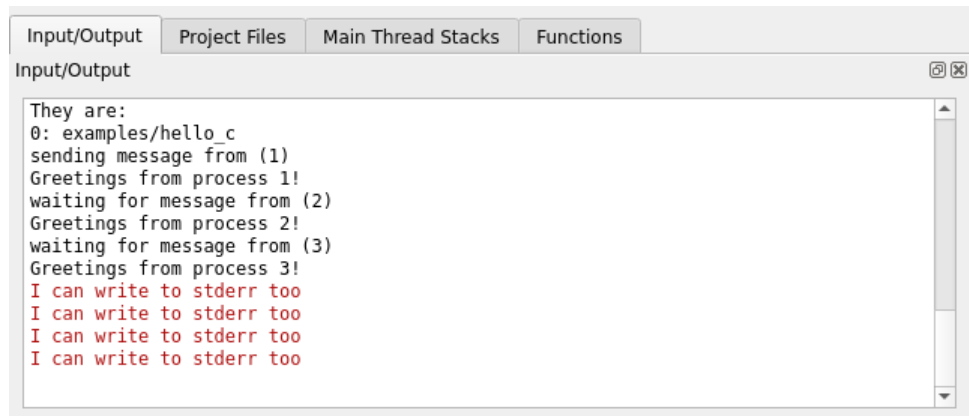 Input/Output Project Files Main Thread Stacks Functions
Input/Output
They are:
0: examples/hello_c
sending message from (1)
Greetings from process 1!
waiting for message from (2)
Greetings from process 2!
waiting for message from (3)
Greetings from process 3!
I can write to stderr too
I can write to stderr too
I can write to stderr too
I can write to stderr too